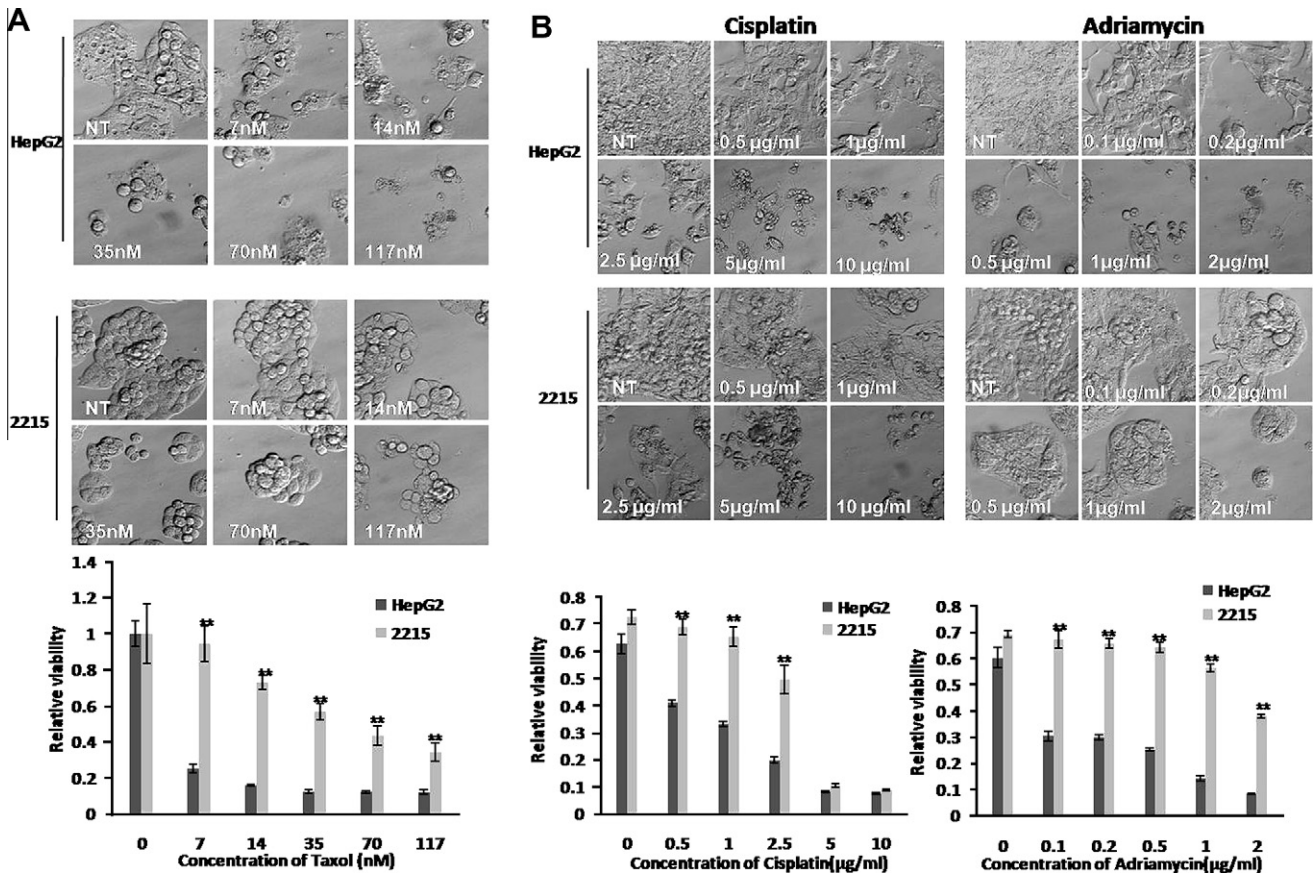 A
HepG2
NT
7nM
14nM
35nM
70nM
117nM
2215
NT
7nM
14nM
35nM
70nM
117nM
1.4
1.2
1
0.8
0.6
0.4
0.2
0
Relative viability
HepG2
2215
**
**
**
**
**
0 7 14 35 70 117
Concentration of Taxol (nM)
B
Cisplatin
Adriamycin
HepG2
NT
0.5 µg/ml
1µg/ml
NT
0.1 µg/ml
0.2µg/ml
2.5 µg/ml
5µg/ml
10 µg/ml
0.5 µg/ml
1µg/ml
2µg/ml
2215
NT
0.5 µg/ml
1µg/ml
NT
0.1 µg/ml
0.2µg/ml
2.5 µg/ml
5µg/ml
10 µg/ml
0.5 µg/ml
1µg/ml
2µg/ml
0.8
0.7
0.6
0.5
0.4
0.3
0.2
0.1
0
Relative viability
HepG2
2215
**
**
**
0 0.5 1 2.5 5 10
Concentration of Cisplatin(µg/ml)
0.8
0.7
0.6
0.5
0.4
0.3
0.2
0.1
0
Relative viability
HepG2
2215
**
**
**
**
**
0 0.1 0.2 0.5 1 2
Concentration of Adriamycin(µg/ml)